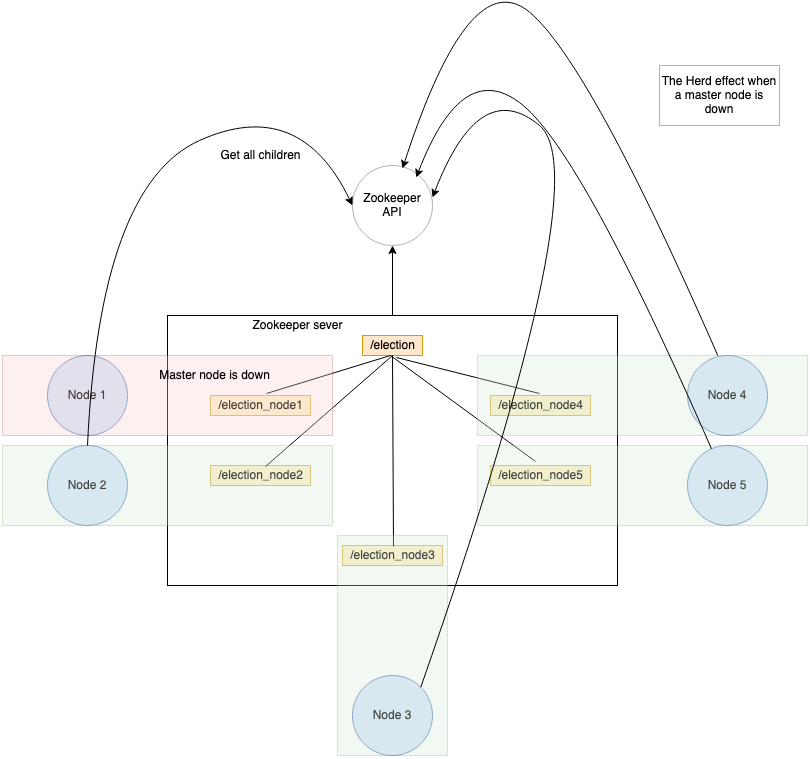 The Herd effect when
a master node is
down
Get all children
Zookeeper
API
Zookeeper sever
/election
Master node is down
Node 1
/election_node1
/election_node4
Node 4
Node 2
/election_node2
/election_node5
Node 5
/election_node3
Node 3